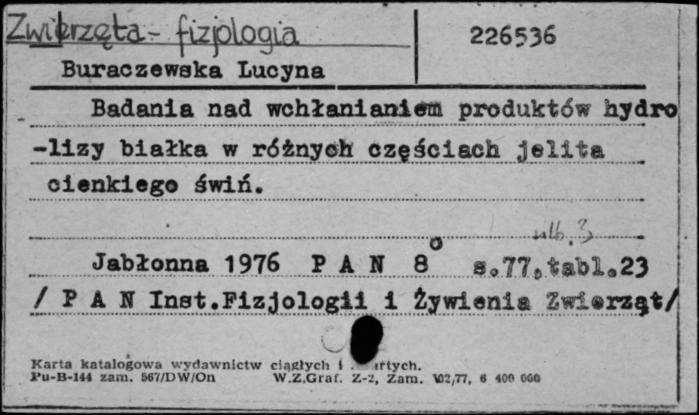 Zwierzęta - fizjologia
226536
Buraczewska Lucyna
Badania nad wchłanianiem produktów hydro
-lizy białka w różnych częściach jelita
cienkiego świń.
nlb. 3
Jabłonna 1976 P A N 8° s.77, tabl.23
/ P A N Inst.Fizjologii i Żywienia Zwierząt/
Karta katalogowa wydawnictw ciągłych i
Pu-B-144 zam. 567/DW/On W.Z.Graf. Z-2, Zam. 102,77, 6 400 000